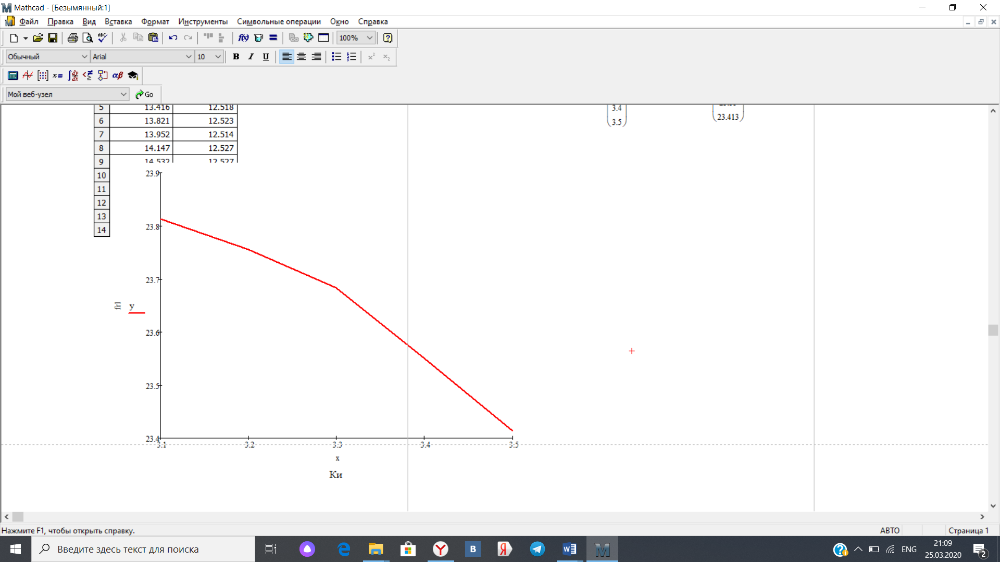 Mathcad - [Безымянный:1]
Файл Правка Вид Вставка Формат Инструменты Символьные операции Окно Справка
100%
Обычный Arial 10 B I U
Мой веб-узел Go
5 13.416 12.518
6 13.821 12.523
7 13.952 12.514
8 14.147 12.527
9 14.532 12.527
10
11
12
13
14
3.4
3.5
23.413
23.9
23.8
23.7
23.6
23.5
23.4
fr1 y
3.1 3.2 3.3 3.4 3.5
x
Ки
Нажмите F1, чтобы открыть справку. АВТО Страница 1
Введите здесь текст для поиска
ENG 21:09
25.03.2020
2